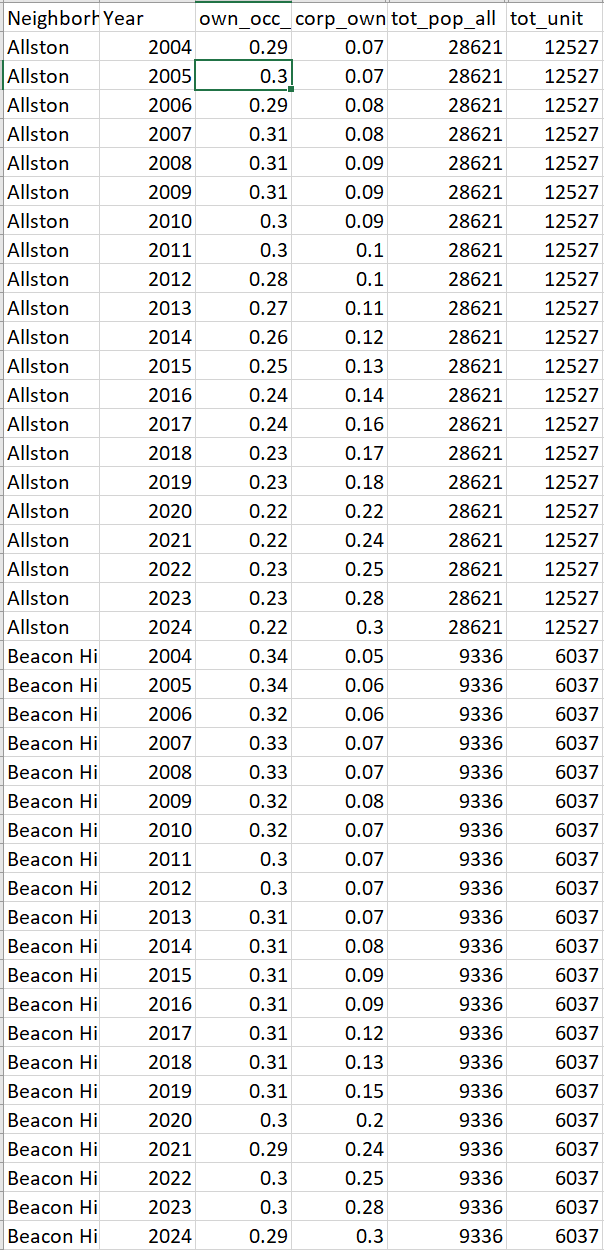 Neighborh Year own_occ_ corp_own tot_pop_all tot_unit
Allston 2004 0.29 0.07 28621 12527
Allston 2005 0.3 0.07 28621 12527
Allston 2006 0.29 0.08 28621 12527
Allston 2007 0.31 0.08 28621 12527
Allston 2008 0.31 0.09 28621 12527
Allston 2009 0.31 0.09 28621 12527
Allston 2010 0.3 0.09 28621 12527
Allston 2011 0.3 0.1 28621 12527
Allston 2012 0.28 0.1 28621 12527
Allston 2013 0.27 0.11 28621 12527
Allston 2014 0.26 0.12 28621 12527
Allston 2015 0.25 0.13 28621 12527
Allston 2016 0.24 0.14 28621 12527
Allston 2017 0.24 0.16 28621 12527
Allston 2018 0.23 0.17 28621 12527
Allston 2019 0.23 0.18 28621 12527
Allston 2020 0.22 0.22 28621 12527
Allston 2021 0.22 0.24 28621 12527
Allston 2022 0.23 0.25 28621 12527
Allston 2023 0.23 0.28 28621 12527
Allston 2024 0.22 0.3 28621 12527
Beacon Hi 2004 0.34 0.05 9336 6037
Beacon Hi 2005 0.34 0.06 9336 6037
Beacon Hi 2006 0.32 0.06 9336 6037
Beacon Hi 2007 0.33 0.07 9336 6037
Beacon Hi 2008 0.33 0.07 9336 6037
Beacon Hi 2009 0.32 0.08 9336 6037
Beacon Hi 2010 0.32 0.07 9336 6037
Beacon Hi 2011 0.3 0.07 9336 6037
Beacon Hi 2012 0.3 0.07 9336 6037
Beacon Hi 2013 0.31 0.07 9336 6037
Beacon Hi 2014 0.31 0.08 9336 6037
Beacon Hi 2015 0.31 0.09 9336 6037
Beacon Hi 2016 0.31 0.09 9336 6037
Beacon Hi 2017 0.31 0.12 9336 6037
Beacon Hi 2018 0.31 0.13 9336 6037
Beacon Hi 2019 0.31 0.15 9336 6037
Beacon Hi 2020 0.3 0.2 9336 6037
Beacon Hi 2021 0.29 0.24 9336 6037
Beacon Hi 2022 0.3 0.25 9336 6037
Beacon Hi 2023 0.3 0.28 9336 6037
Beacon Hi 2024 0.29 0.3 9336 6037